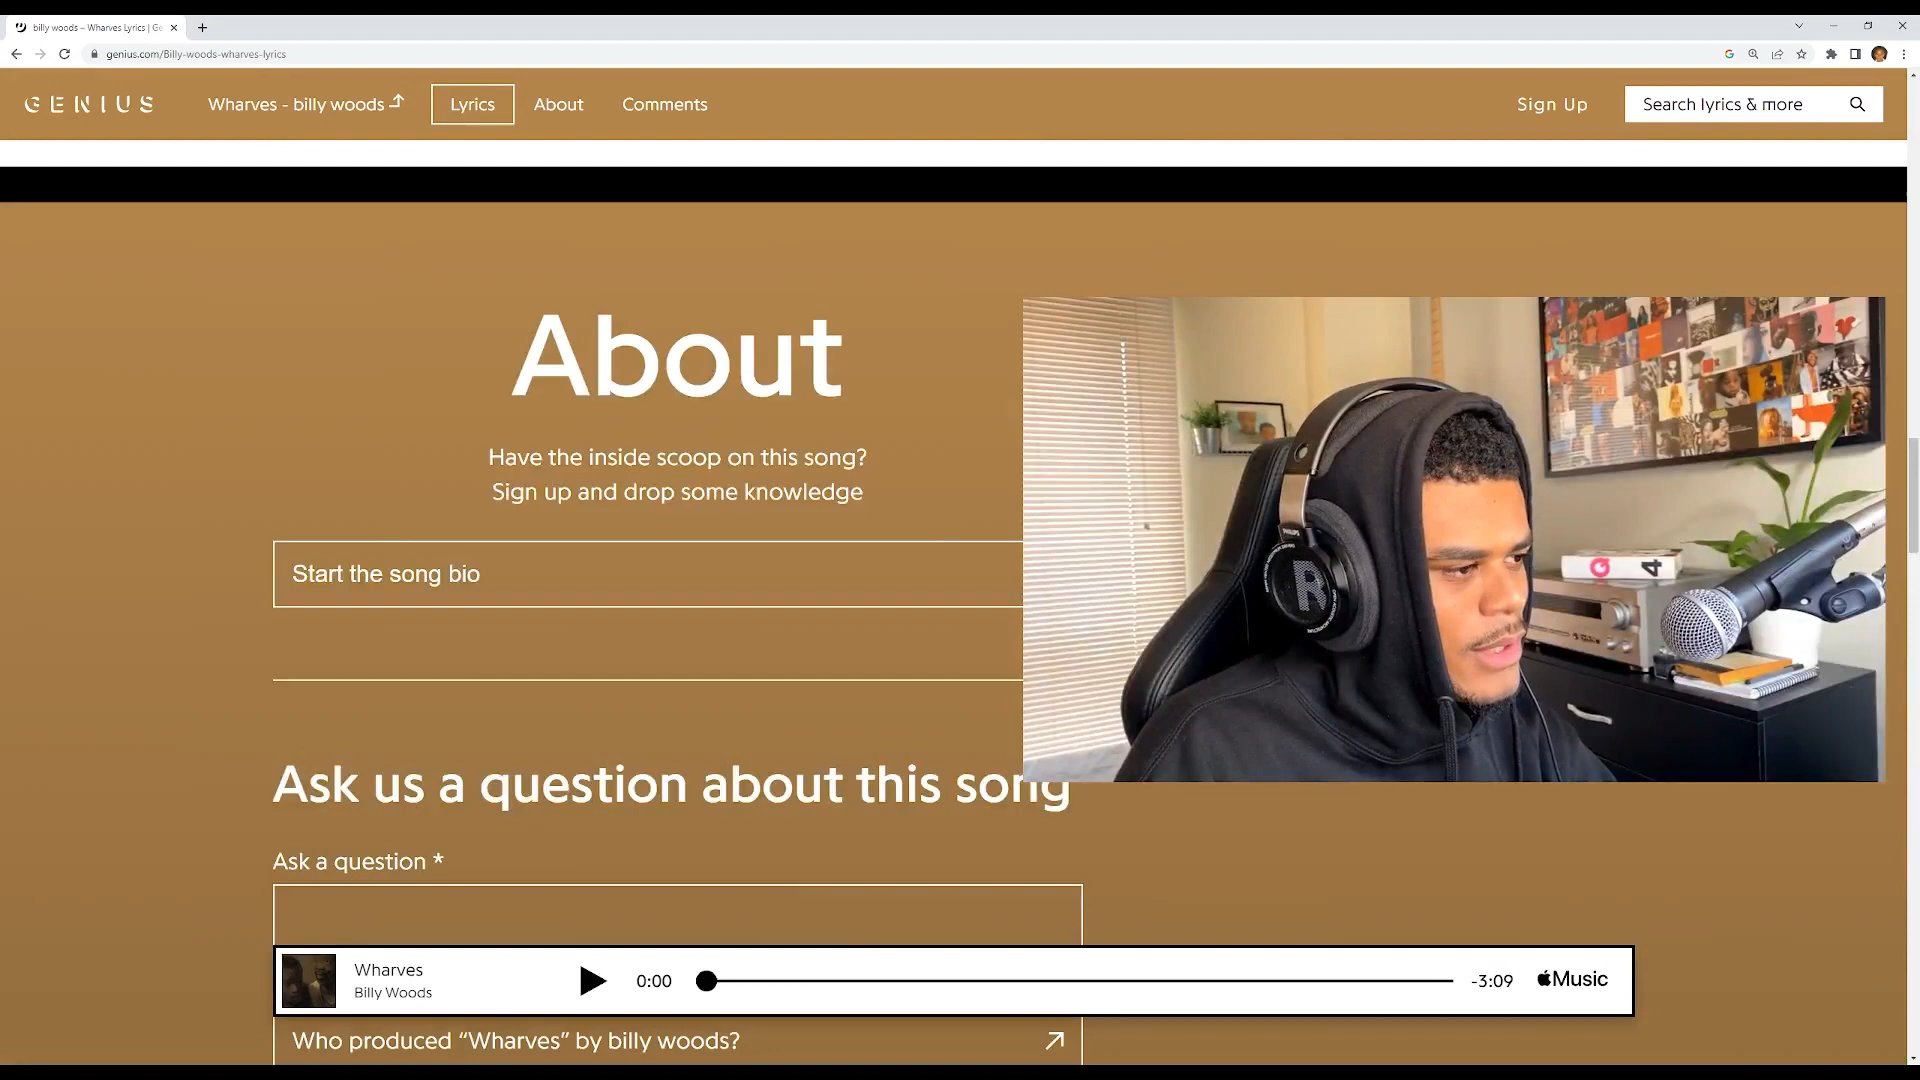 billy woods – Wharves Lyrics | Ge
genius.com/Billy-woods-wharves-lyrics
GENIUS
Wharves - billy woods
Lyrics
About
Comments
Sign Up
Search lyrics & more
About
Have the inside scoop on this song?
Sign up and drop some knowledge
Start the song bio
Ask us a question about this song
Ask a question *
Wharves
Billy Woods
0:00
-3:09
Music
Who produced “Wharves” by billy woods?
PHILIPS
R
4